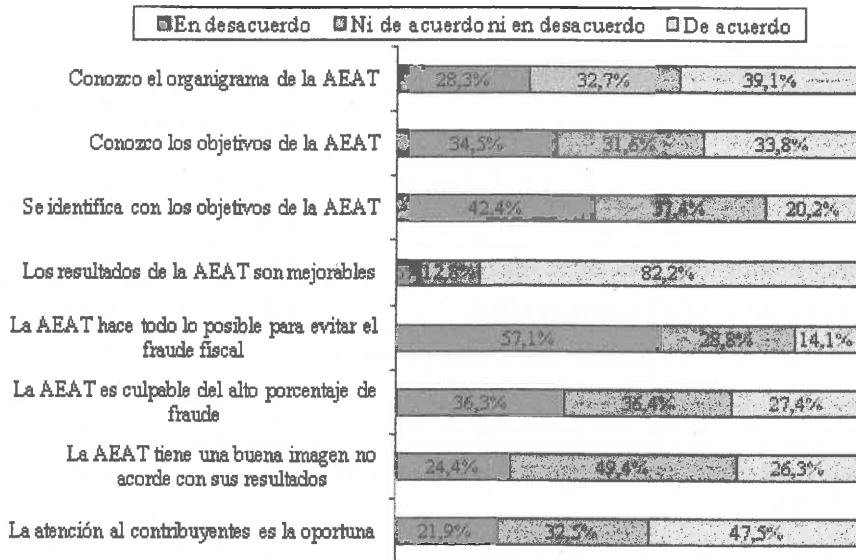 En desacuerdo Ni de acuerdo ni en desacuerdo De acuerdo
Conozco el organigrama de la AEAT 28,3% 32,7% 39,1%
Conozco los objetivos de la AEAT 34,5% 31,6% 33,8%
Se identifica con los objetivos de la AEAT 42,4% 37,4% 20,2%
Los resultados de la AEAT son mejorables 12,8% 82,2%
La AEAT hace todo lo posible para evitar el
fraude fiscal 57,1% 28,8% 14,1%
La AEAT es culpable del alto porcentaje de
fraude 36,3% 36,4% 27,4%
La AEAT tiene una buena imagen no
acorde con sus resultados 24,4% 49,4% 26,3%
La atención al contribuyentes es la oportuna 21,9% 47,5%